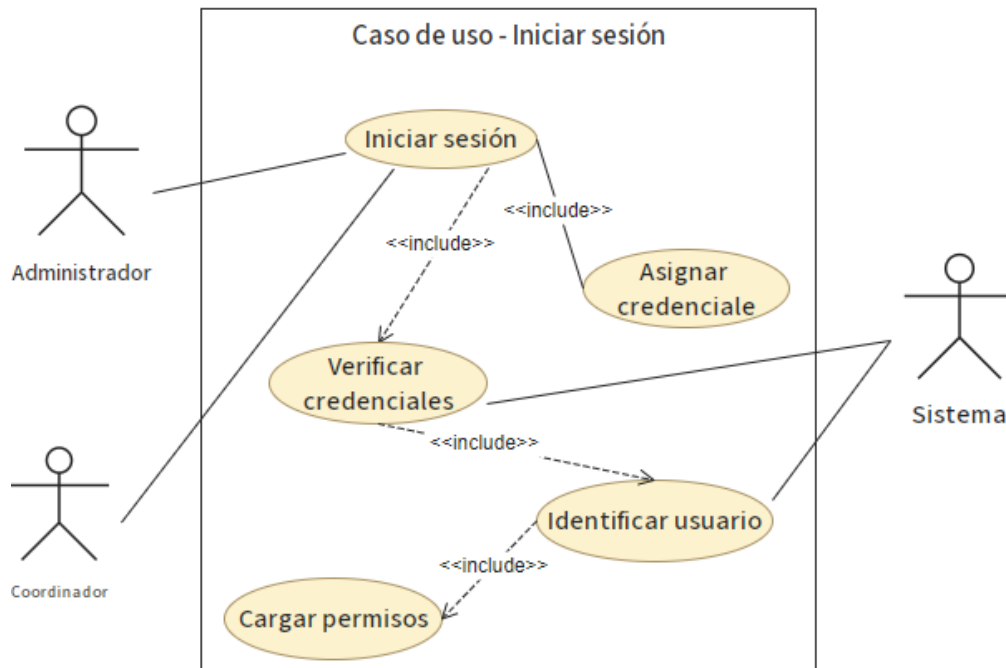 Caso de uso - Iniciar sesión
Iniciar sesión
<<include>>
<<include>>
Administrador
Asignar
credenciale
Verificar
credenciales
Sistema
<<include>>
Identificar usuario
<<include>>
Coordinador
Cargar permisos